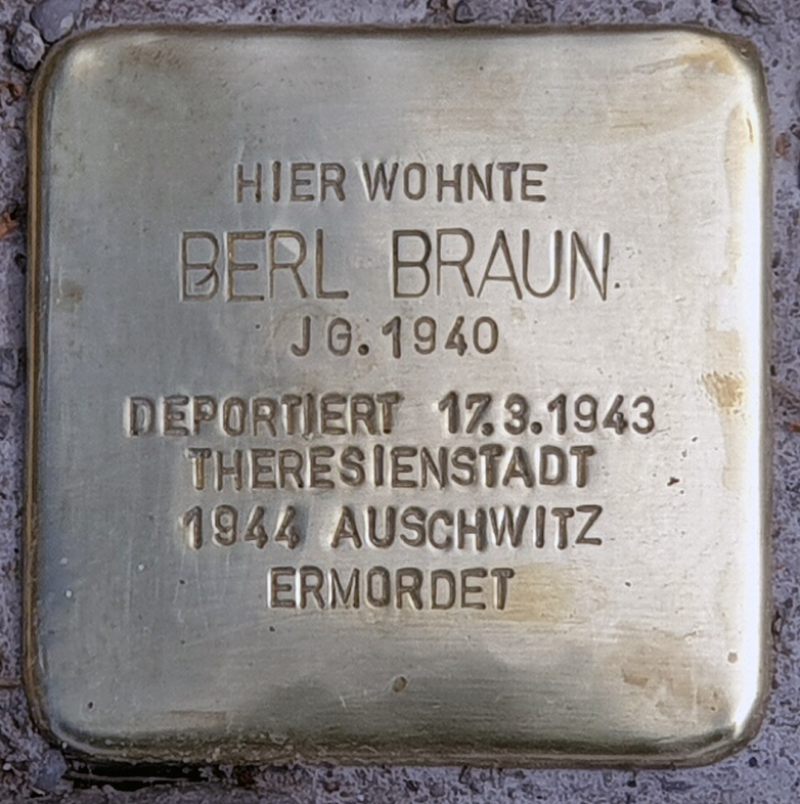 HIER WOHNTE
BERL BRAUN
JG. 1940
DEPORTIERT 17.3.1943
THERESIENSTADT
1944 AUSCHWITZ
ERMORDET